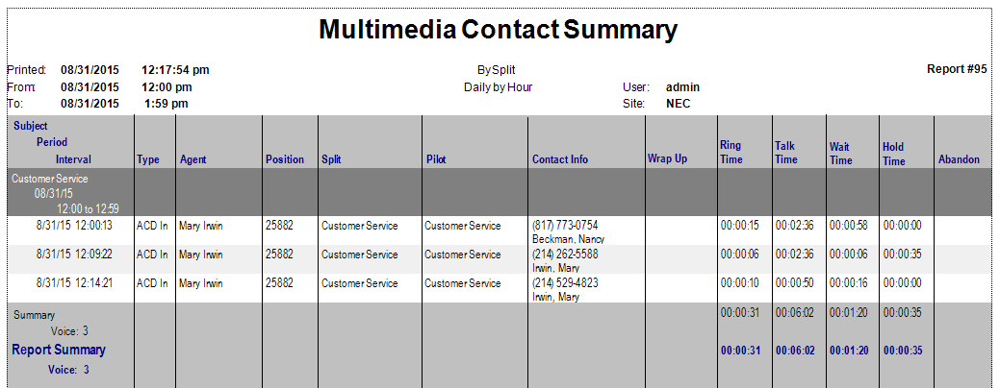 Multimedia Contact Summary
Printed: 08/31/2015 12:17:54 pm By Split Report #95
From: 08/31/2015 12:00 pm Daily by Hour User: admin
To: 08/31/2015 1:59 pm Site: NEC
Subject
Period
Interval Type Agent Position Split Pilot Contact Info Wrap Up Ring Time Talk Time Wait Time Hold Time Abandon
Customer Service
08/31/15
12:00 to 12:59
8/31/15 12:00:13 ACD In Mary Irwin 25882 Customer Service Customer Service (817) 773-0754 00:00:15 00:02:36 00:00:58 00:00:00
Beckman, Nancy
8/31/15 12:09:22 ACD In Mary Irwin 25882 Customer Service Customer Service (214) 262-5588 00:00:06 00:02:36 00:00:06 00:00:35
Irwin, Mary
8/31/15 12:14:21 ACD In Mary Irwin 25882 Customer Service Customer Service (214) 529-4823 00:00:10 00:00:50 00:00:16 00:00:00
Irwin, Mary
Summary 00:00:31 00:06:02 00:01:20 00:00:35
Voice: 3
Report Summary 00:00:31 00:06:02 00:01:20 00:00:35
Voice: 3